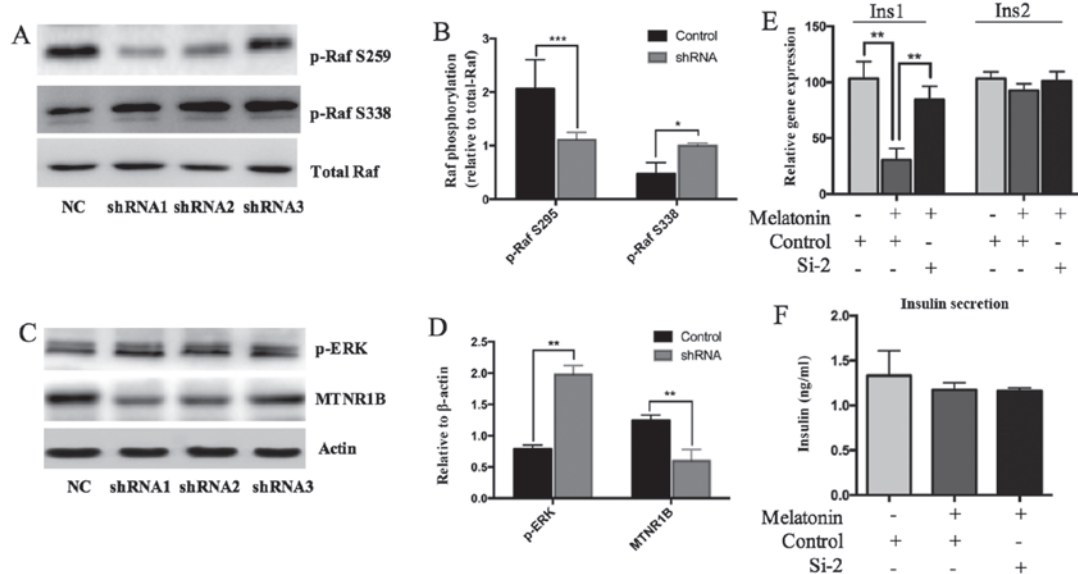 A
p-Raf S259
p-Raf S338
Total Raf
NC shRNA1 shRNA2 shRNA3
B
Control
shRNA
***
*
Raf phosphorylation
(relative to total-Raf)
3
2
1
0
p-Raf S295
p-Raf S338
C
p-ERK
MTNR1B
Actin
NC shRNA1 shRNA2 shRNA3
D
Control
shRNA
**
**
Relative to β-actin
2.5
2.0
1.5
1.0
0.5
0.0
p-ERK
MTNR1B
E
Ins1 Ins2
** **
Relative gene expression
150
100
50
0
Melatonin - + + - + +
Control + + - + + -
Si-2 - - + - - +
F
Insulin secretion
Insulin (ng/ml)
2.0
1.5
1.0
0.5
0.0
Melatonin - + +
Control + + -
Si-2 - - +